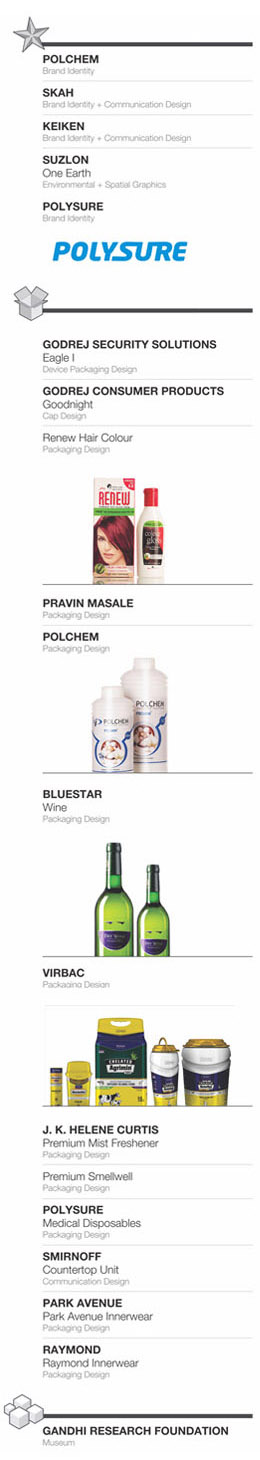 POLCHEM
Brand Identity
SKAH
Brand Identity + Communication Design
KEIKEN
Brand Identity + Communication Design
SUZLON
One Earth
Environmental + Spatial Graphics
POLYSURE
Brand Identity
POLYSURE
GODREJ SECURITY SOLUTIONS
Eagle I
Device Packaging Design
GODREJ CONSUMER PRODUCTS
Goodnight
Cap Design
Renew Hair Colour
Packaging Design
RENEW
PRAVIN MASALE
Packaging Design
POLCHEM
Packaging Design
POLCHEM
POLCHEM
BLUESTAR
Wine
Packaging Design
VIRBAC
Packaging Design
CHELATED
Agrimin
J. K. HELENE CURTIS
Premium Mist Freshener
Packaging Design
Premium Smellwell
Packaging Design
POLYSURE
Medical Disposables
Packaging Design
SMIRNOFF
Countertop Unit
Communication Design
PARK AVENUE
Park Avenue Innerwear
Packaging Design
RAYMOND
Raymond Innerwear
Packaging Design
GANDHI RESEARCH FOUNDATION
Museum